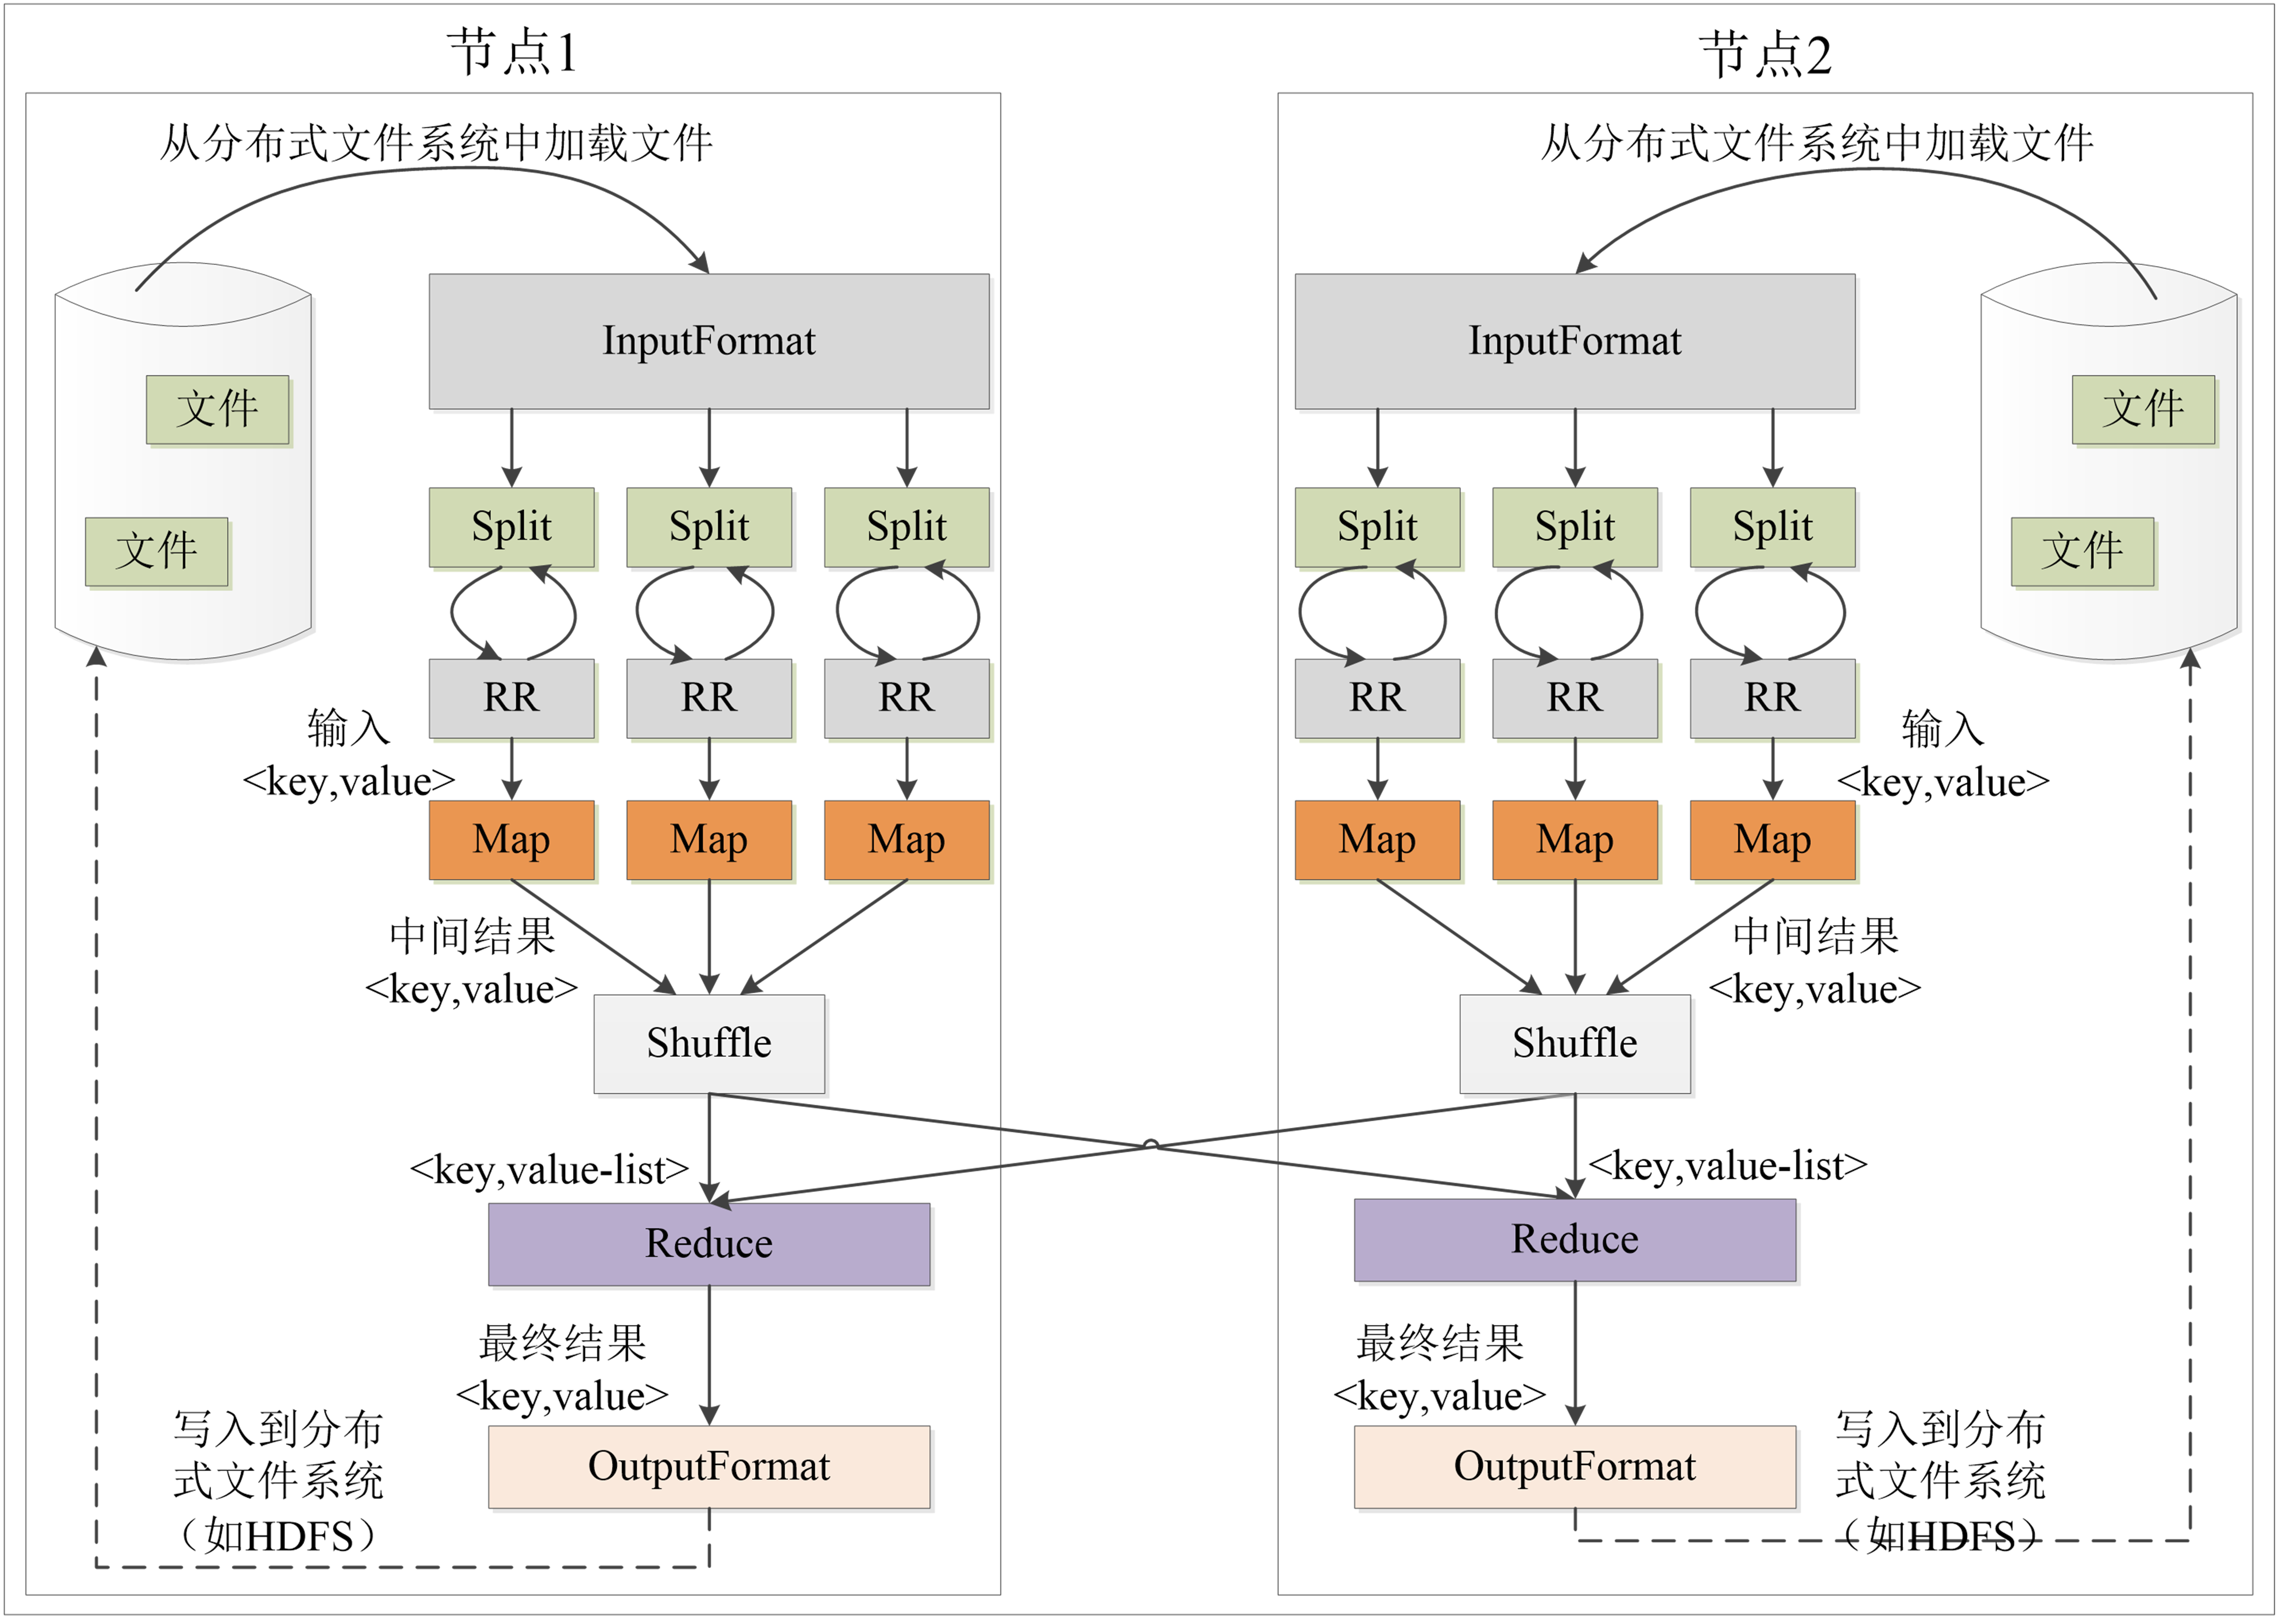 节点1
从分布式文件系统中加载文件
InputFormat
文件
文件
Split
Split
Split
RR
RR
RR
输入
<key,value>
Map
Map
Map
中间结果
<key,value>
Shuffle
<key,value-list>
Reduce
最终结果
<key,value>
OutputFormat
写入到分布
式文件系统
（如HDFS）
节点2
从分布式文件系统中加载文件
InputFormat
文件
文件
Split
Split
Split
RR
RR
RR
输入
<key,value>
Map
Map
Map
中间结果
<key,value>
Shuffle
<key,value-list>
Reduce
最终结果
<key,value>
OutputFormat
写入到分布
式文件系统
（如HDFS）